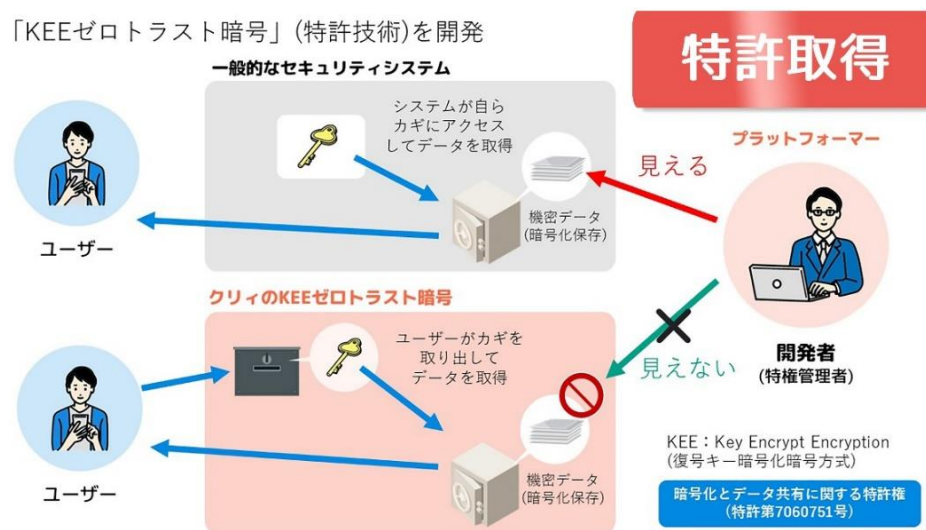 「KEEゼロトラスト暗号」(特許技術)を開発
特許取得
一般的なセキュリティシステム
システムが自ら
カギにアクセス
してデータを取得
機密データ
(暗号化保存)
ユーザー
見える
プラットフォーマー
開発者
(特権管理者)
見えない
クリィのKEEゼロトラスト暗号
ユーザーがカギを
取り出して
データを取得
機密データ
(暗号化保存)
ユーザー
KEE：Key Encrypt Encryption
(復号キー暗号化暗号方式)
暗号化とデータ共有に関する特許権
(特許第7060751号)